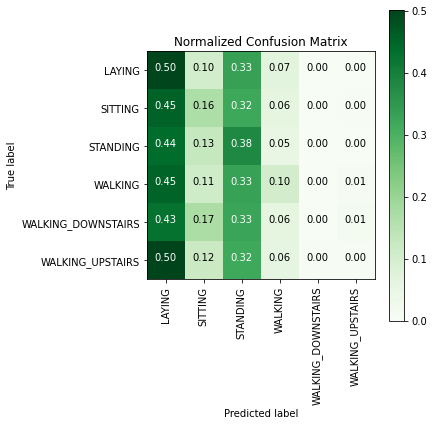 Normalized Confusion Matrix
True label
LAYING 0.50 0.10 0.33 0.07 0.00 0.00
SITTING 0.45 0.16 0.32 0.06 0.00 0.00
STANDING 0.44 0.13 0.38 0.05 0.00 0.00
WALKING 0.45 0.11 0.33 0.10 0.00 0.01
WALKING_DOWNSTAIRS 0.43 0.17 0.33 0.06 0.00 0.01
WALKING_UPSTAIRS 0.50 0.12 0.32 0.06 0.00 0.00
LAYING
SITTING
STANDING
WALKING
WALKING_DOWNSTAIRS
WALKING_UPSTAIRS
Predicted label
0.5
0.4
0.3
0.2
0.1
0.0